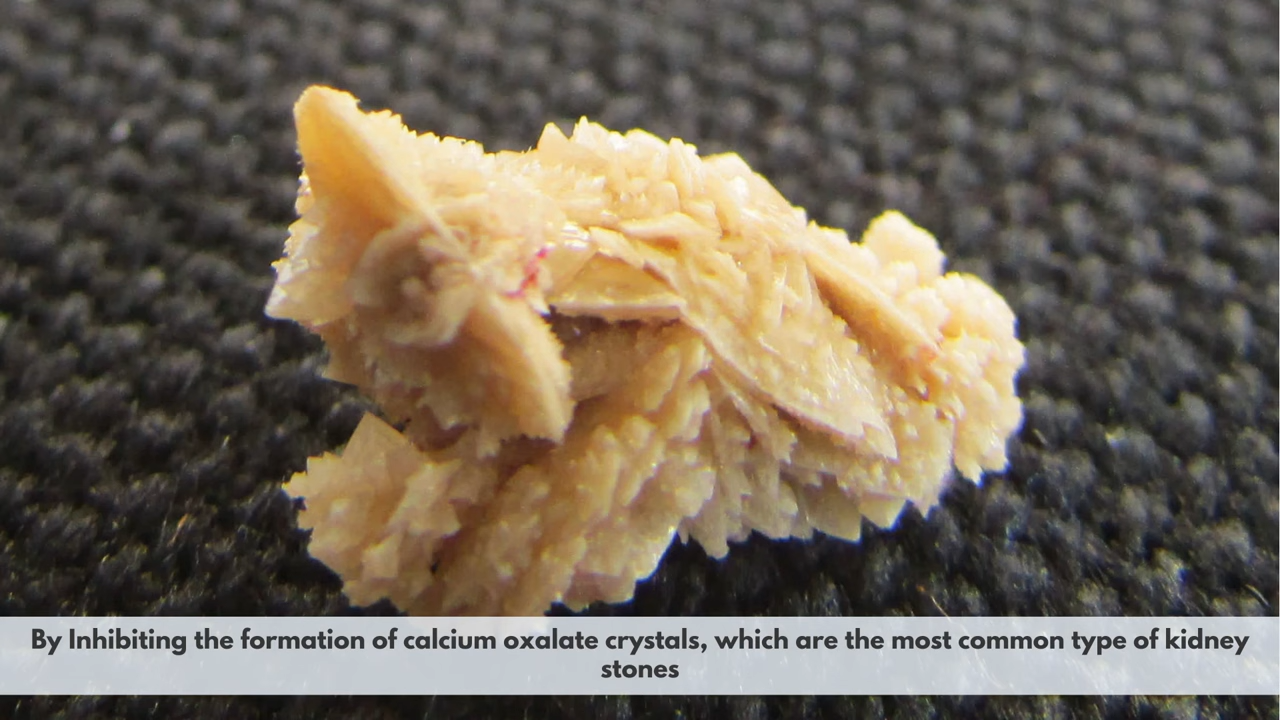 By Inhibiting the formation of calcium oxalate crystals, which are the most common type of kidney
stones